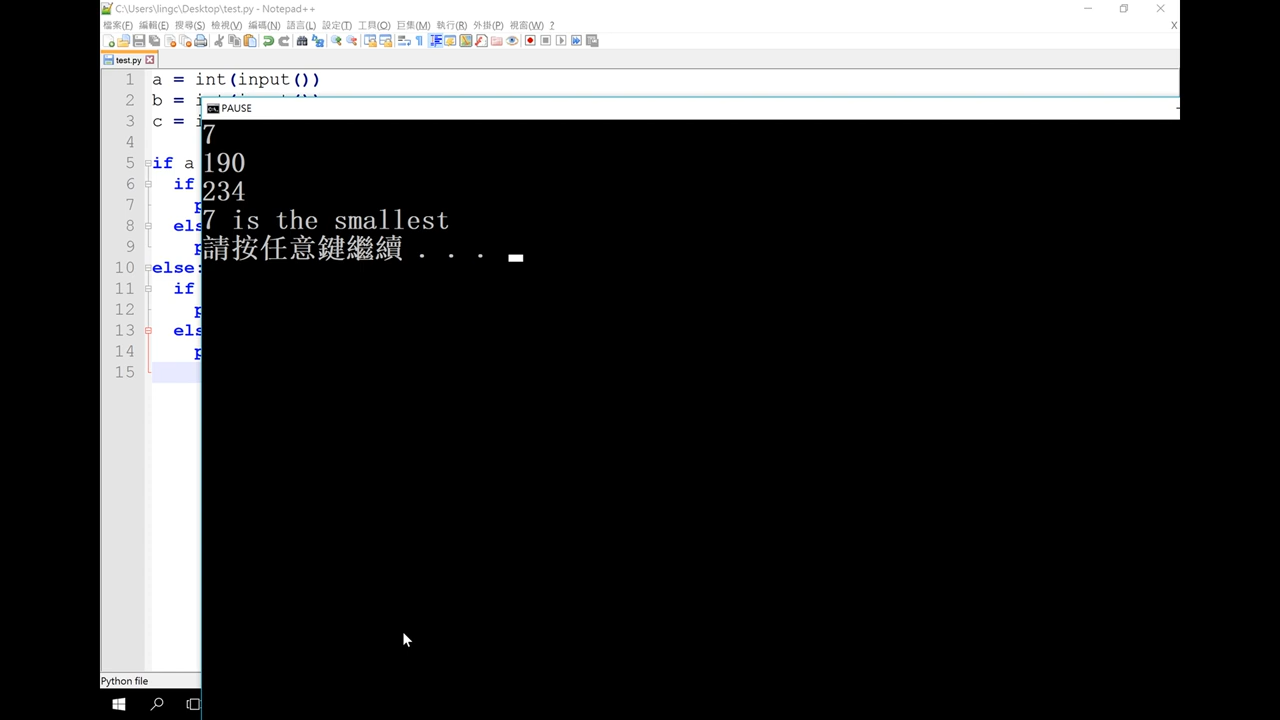 C:\Users\lingc\Desktop\test.py - Notepad++
檔案(F) 編輯(E) 搜尋(S) 檢視(V) 編碼(N) 語言(L) 設定(T) 工具(O) 巨集(M) 執行(R) 外掛(P) 視窗(W) ? X
test.py
1 a = int(input())
2 b =
3 c =
4
5 if a
6 if
7
8
9
10 else:
11 if
12
13
14
15
PAUSE
7
190
234
7 is the smallest
請按任意鍵繼續 . . .
Python file